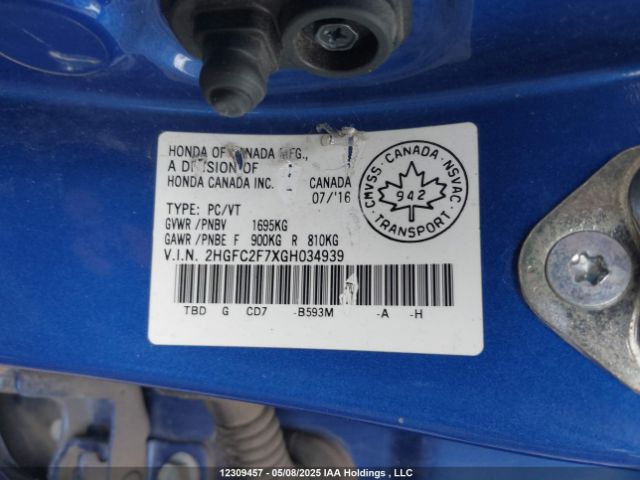 HONDA OF CANADA MFG.,
A DIVISION OF
HONDA CANADA INC.
CANADA
07/'16
CMVSS · CANADA · NSVAC
942
TRANSPORT
TYPE: PC/VT
GVWR /PNBV 1695KG
GAWR /PNBE F 900KG R 810KG
V.I.N. 2HGFC2F7XGH034939
TBD G CD7 -B593M -A -H
12309457 - 05/08/2025 IAA Holdings , LLC